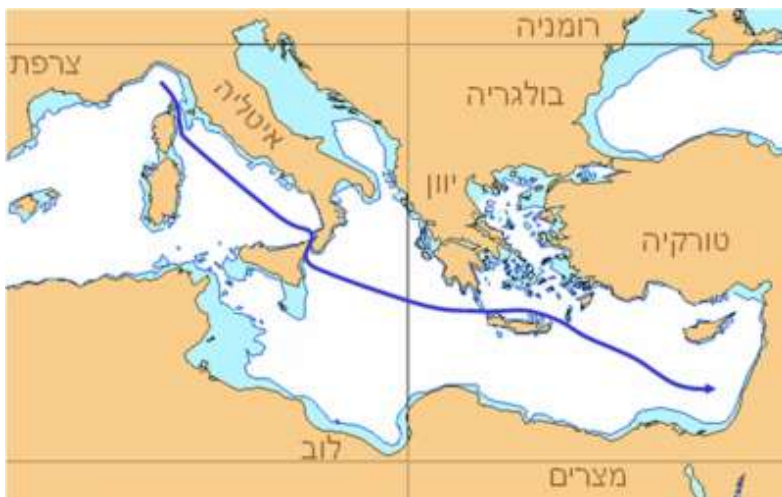 רומניה
צרפת
בולגריה
איטליה
יוון
טורקיה
לוב
מצרים